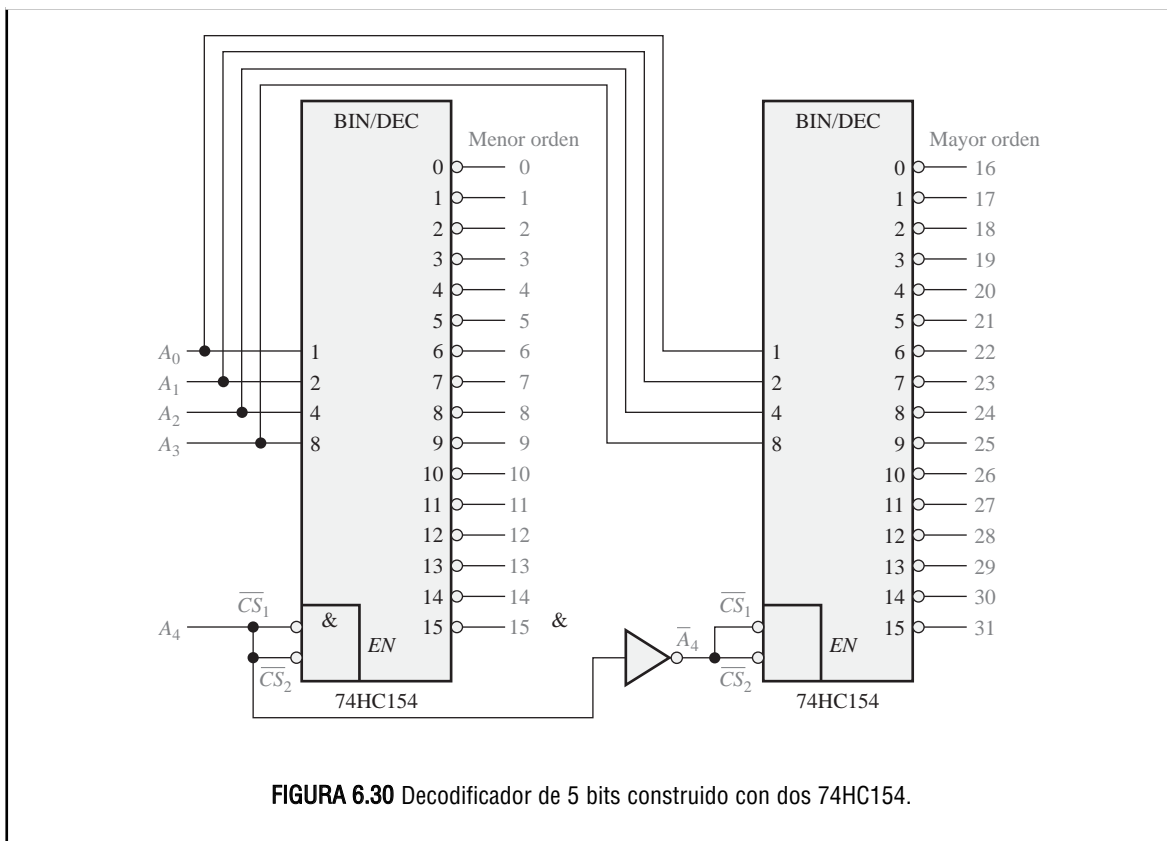 BIN/DEC
Menor orden
0 0
1 1
2 2
3 3
4 4
5 5
6 6
7 7
8 8
9 9
10 10
11 11
12 12
13 13
14 14
15 15
A₀ 1
A₁ 2
A₂ 4
A₃ 8
A₄
C̅S̅₁
C̅S̅₂
&
EN
74HC154
&
A̅₄
BIN/DEC
Mayor orden
0 16
1 17
2 18
3 19
4 20
5 21
6 22
7 23
8 24
9 25
10 26
11 27
12 28
13 29
14 30
15 31
1
2
4
8
C̅S̅₁
C̅S̅₂
EN
74HC154
FIGURA 6.30 Decodificador de 5 bits construido con dos 74HC154.